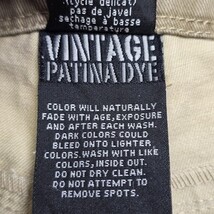 (cycle délicat)
pas de javel
séchage à basse
température
VINTAGE
PATINA DYE
COLOR WILL NATURALLY
FADE WITH AGE, EXPOSURE
AND AFTER EACH WASH.
DARK COLORS COULD
BLEED ONTO LIGHTER
COLORS. WASH WITH LIKE
COLORS, INSIDE OUT.
DO NOT DRY CLEAN.
DO NOT ATTEMPT TO
REMOVE SPOTS.